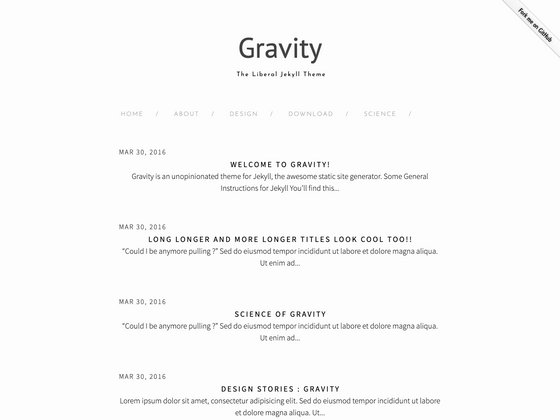 Fork me on GitHub
Gravity
The Liberal Jekyll Theme
HOME / ABOUT / DESIGN / DOWNLOAD / SCIENCE /
MAR 30, 2016
WELCOME TO GRAVITY!
Gravity is an unopinionated theme for Jekyll, the awesome static site generator. Some General
Instructions for Jekyll You'll find this...
MAR 30, 2016
LONG LONGER AND MORE LONGER TITLES LOOK COOL TOO!!
“Could I be anymore pulling ?” Sed do eiusmod tempor incididunt ut labore et dolore magna aliqua.
Ut enim ad...
MAR 30, 2016
SCIENCE OF GRAVITY
“Could I be anymore pulling ?” Sed do eiusmod tempor incididunt ut labore et dolore magna aliqua.
Ut enim ad...
MAR 30, 2016
DESIGN STORIES : GRAVITY
Lorem ipsum dolor sit amet, consectetur adipisicing elit. Sed do eiusmod tempor incididunt ut labore
et dolore magna aliqua. Ut...